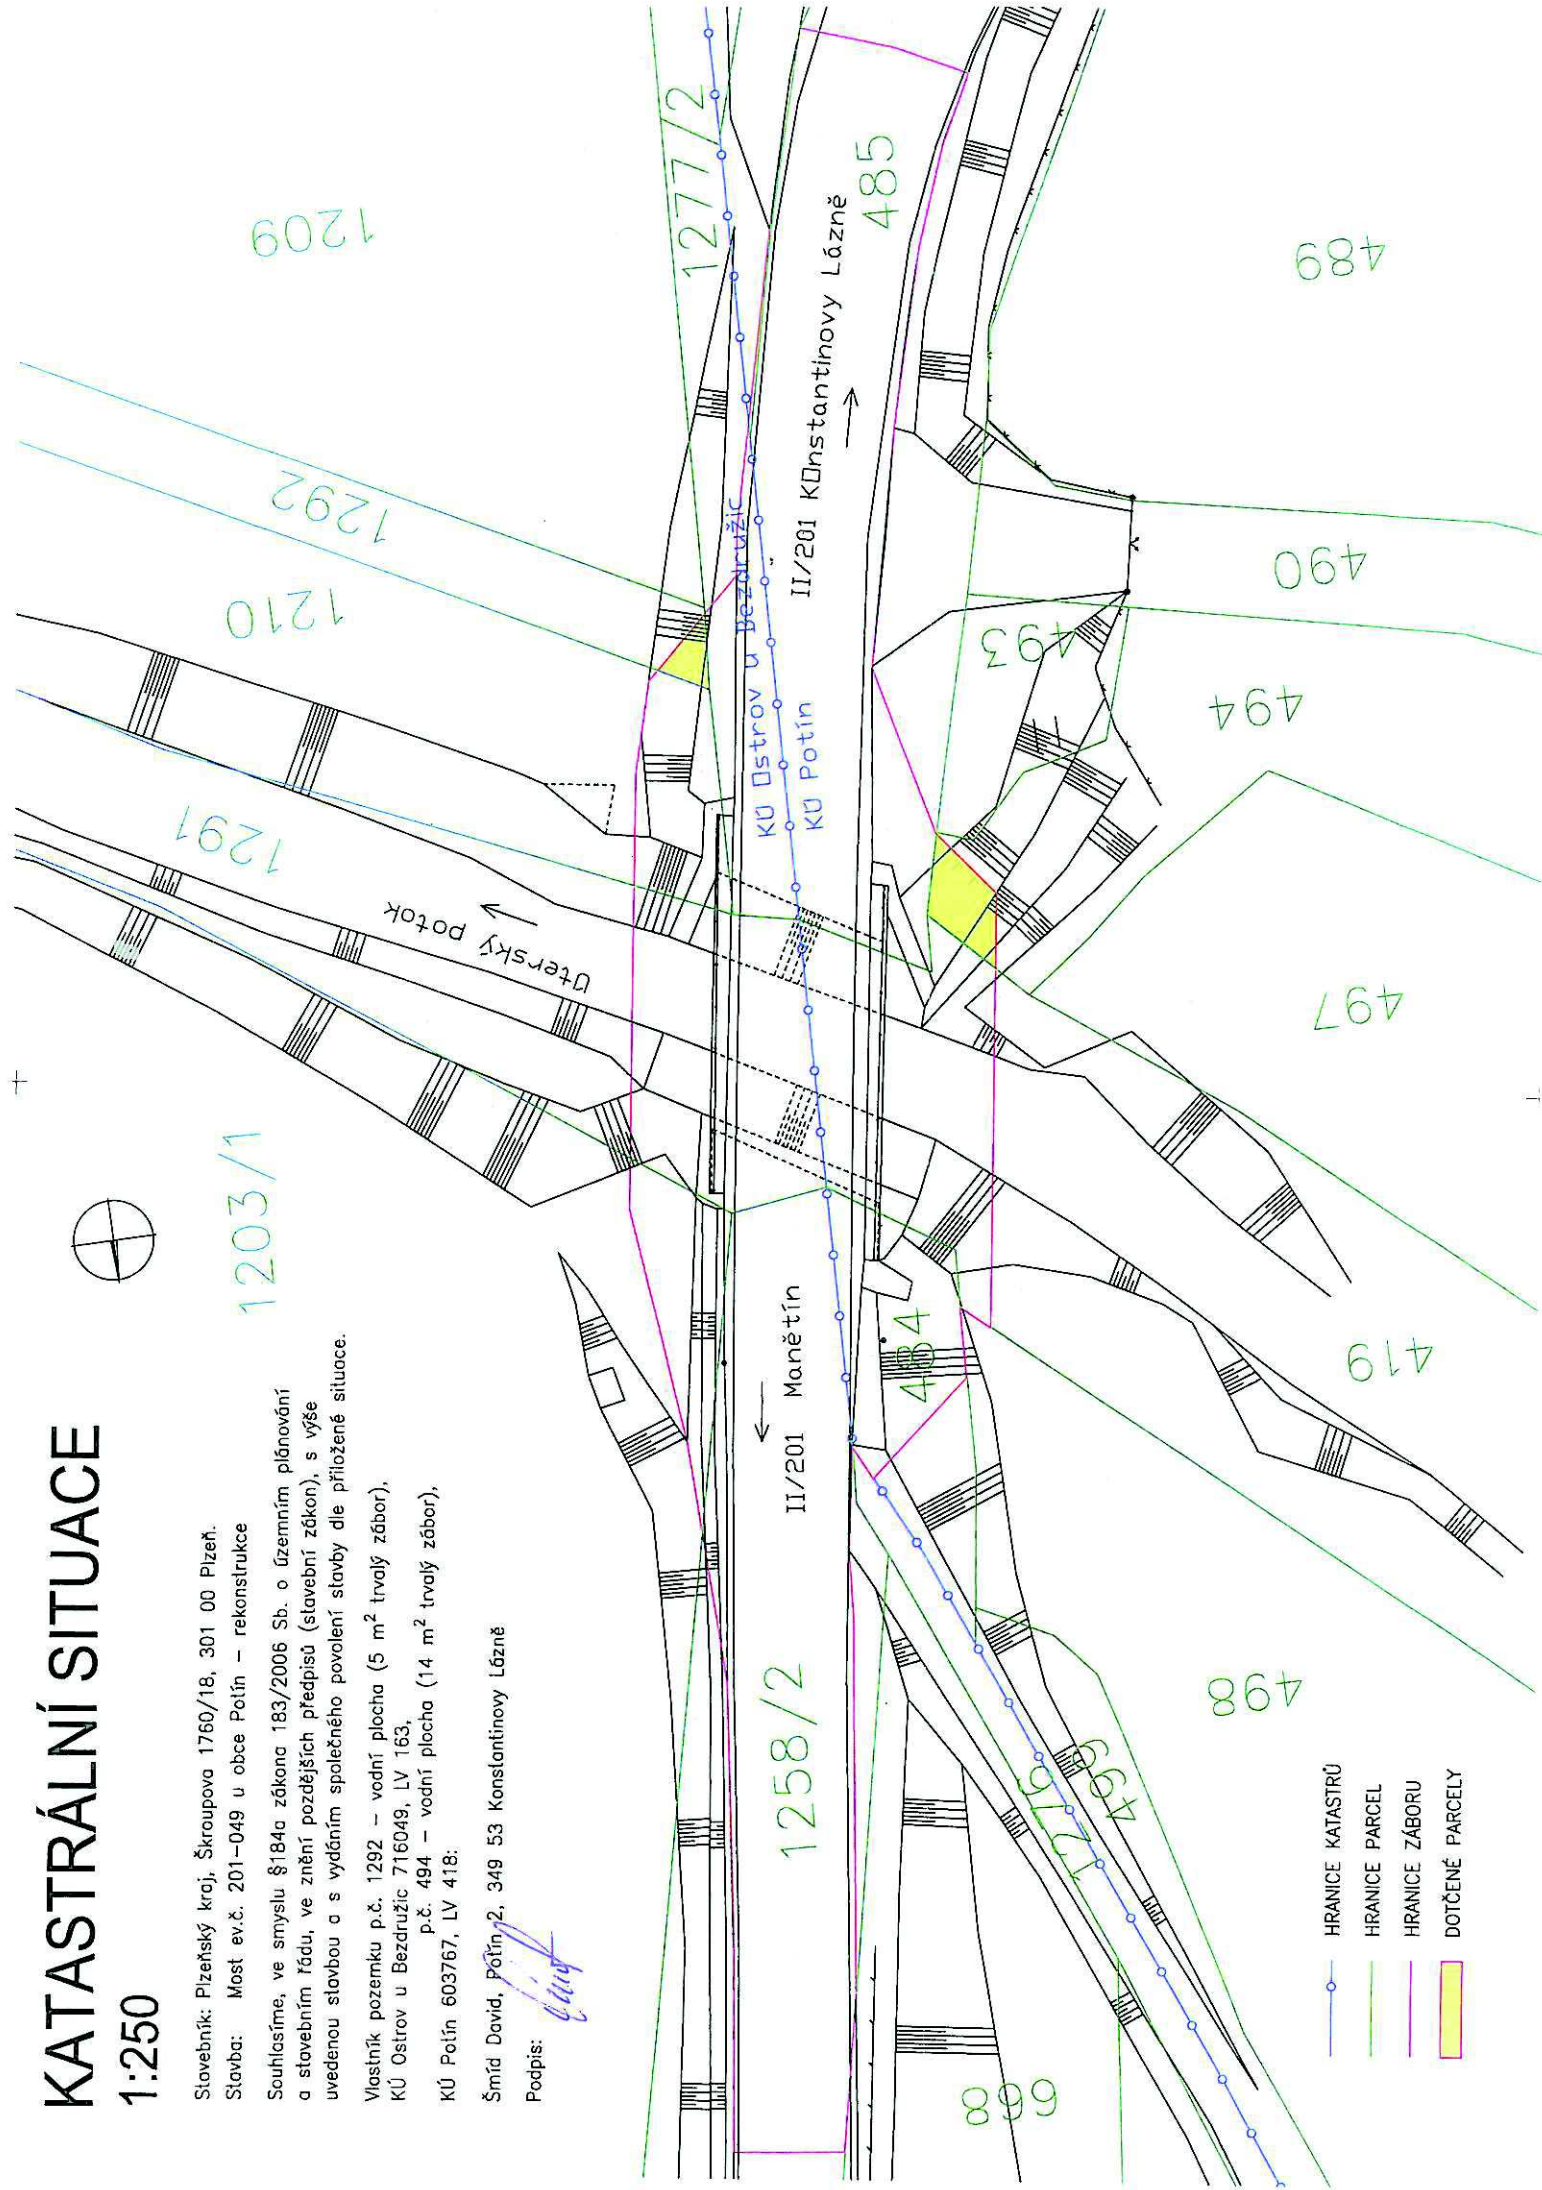 KATASTRÁLNÍ SITUACE
1:250
Stavebník: Plzeňský kraj, Škroupova 1760/18, 301 00 Plzeň.
Stavba: Most ev.č. 201-049 u obce Potín - rekonstrukce
Souhlasíme, ve smyslu §184a zákona 183/2006 Sb. o územním plánování
a stavebním řádu, ve znění pozdějších předpisů (stavební zákon), s výše
uvedenou stavbou a s vydáním společného povolení stavby dle přiložené situace.
Vlastník pozemku p.č. 1292 - vodní plocha (5 m² trvalý zábor),
KÚ Ostrov u Bezdružic 716049, LV 163,
p.č. 494 - vodní plocha (14 m² trvalý zábor),
KÚ Potín 603767, LV 418:
Šmíd David, Potín 2, 349 53 Konstantinovy Lázně
Podpis:
1203/1
1291
1210
1292
1209
1277/2
Úterský potok
KÚ Ostrov u Bezdružic
KÚ Potín
II/201 Manětín
II/201 KOnstantinovy Lázně
485
1258/2
484
493
494
490
489
497
419
498
499
1276
668
HRANICE KATASTRŮ
HRANICE PARCEL
HRANICE ZÁBORU
DOTČENÉ PARCELY